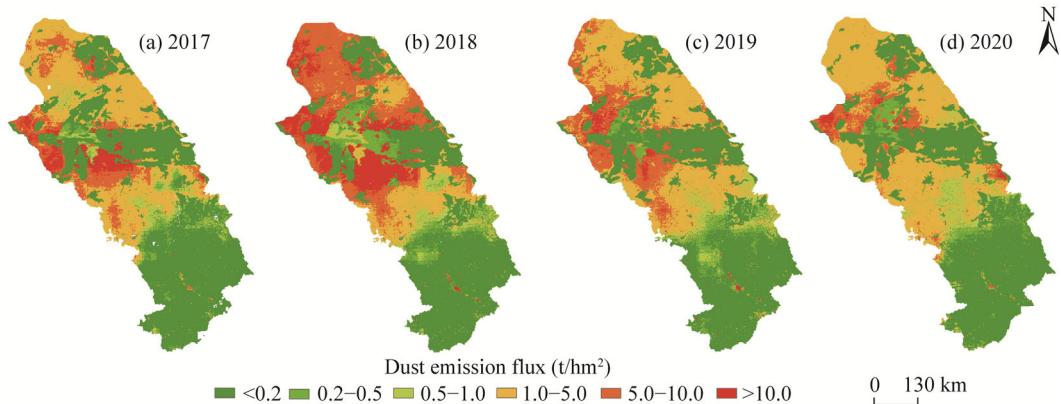 (a) 2017
(b) 2018
(c) 2019
(d) 2020
N
Dust emission flux (t/hm²)
<0.2 0.2−0.5 0.5−1.0 1.0−5.0 5.0−10.0 >10.0
0 130 km